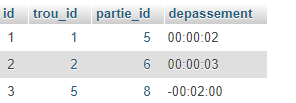 id trou_id partie_id depassement
1 1 5 00:00:02
2 2 6 00:00:03
3 5 8 -00:02:00